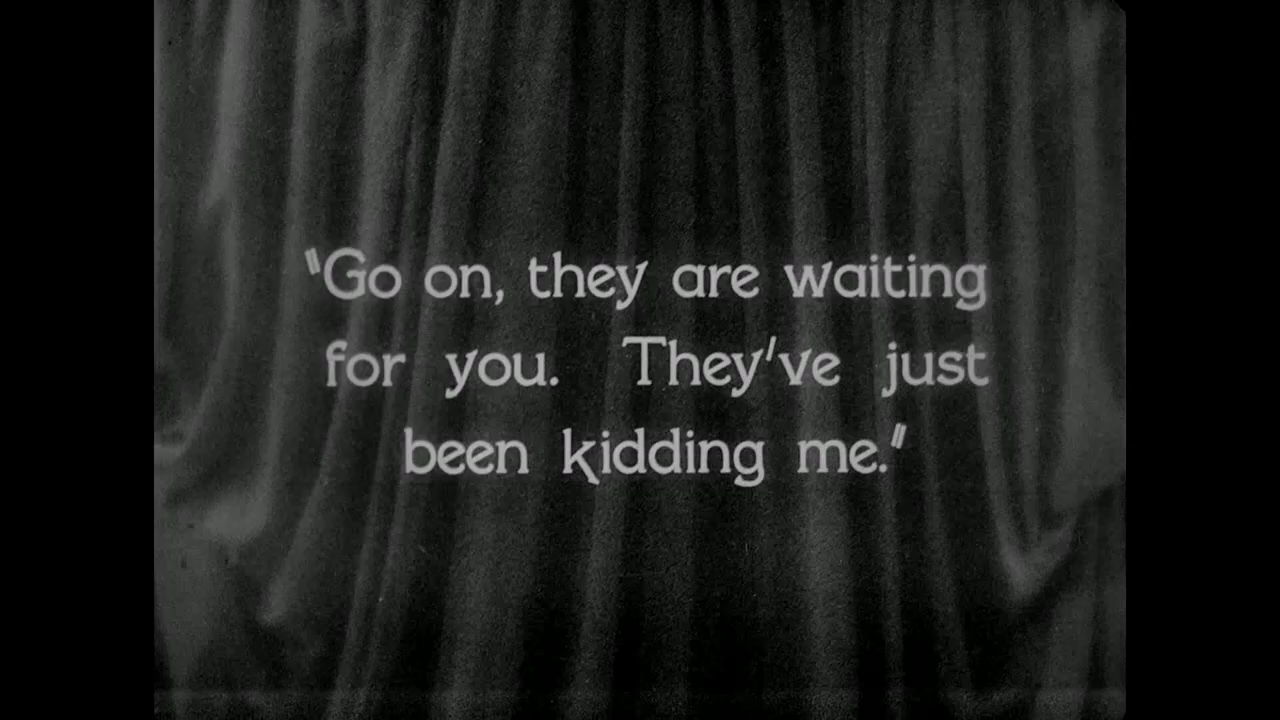 "Go on, they are waiting
for you. They've just
been kidding me."